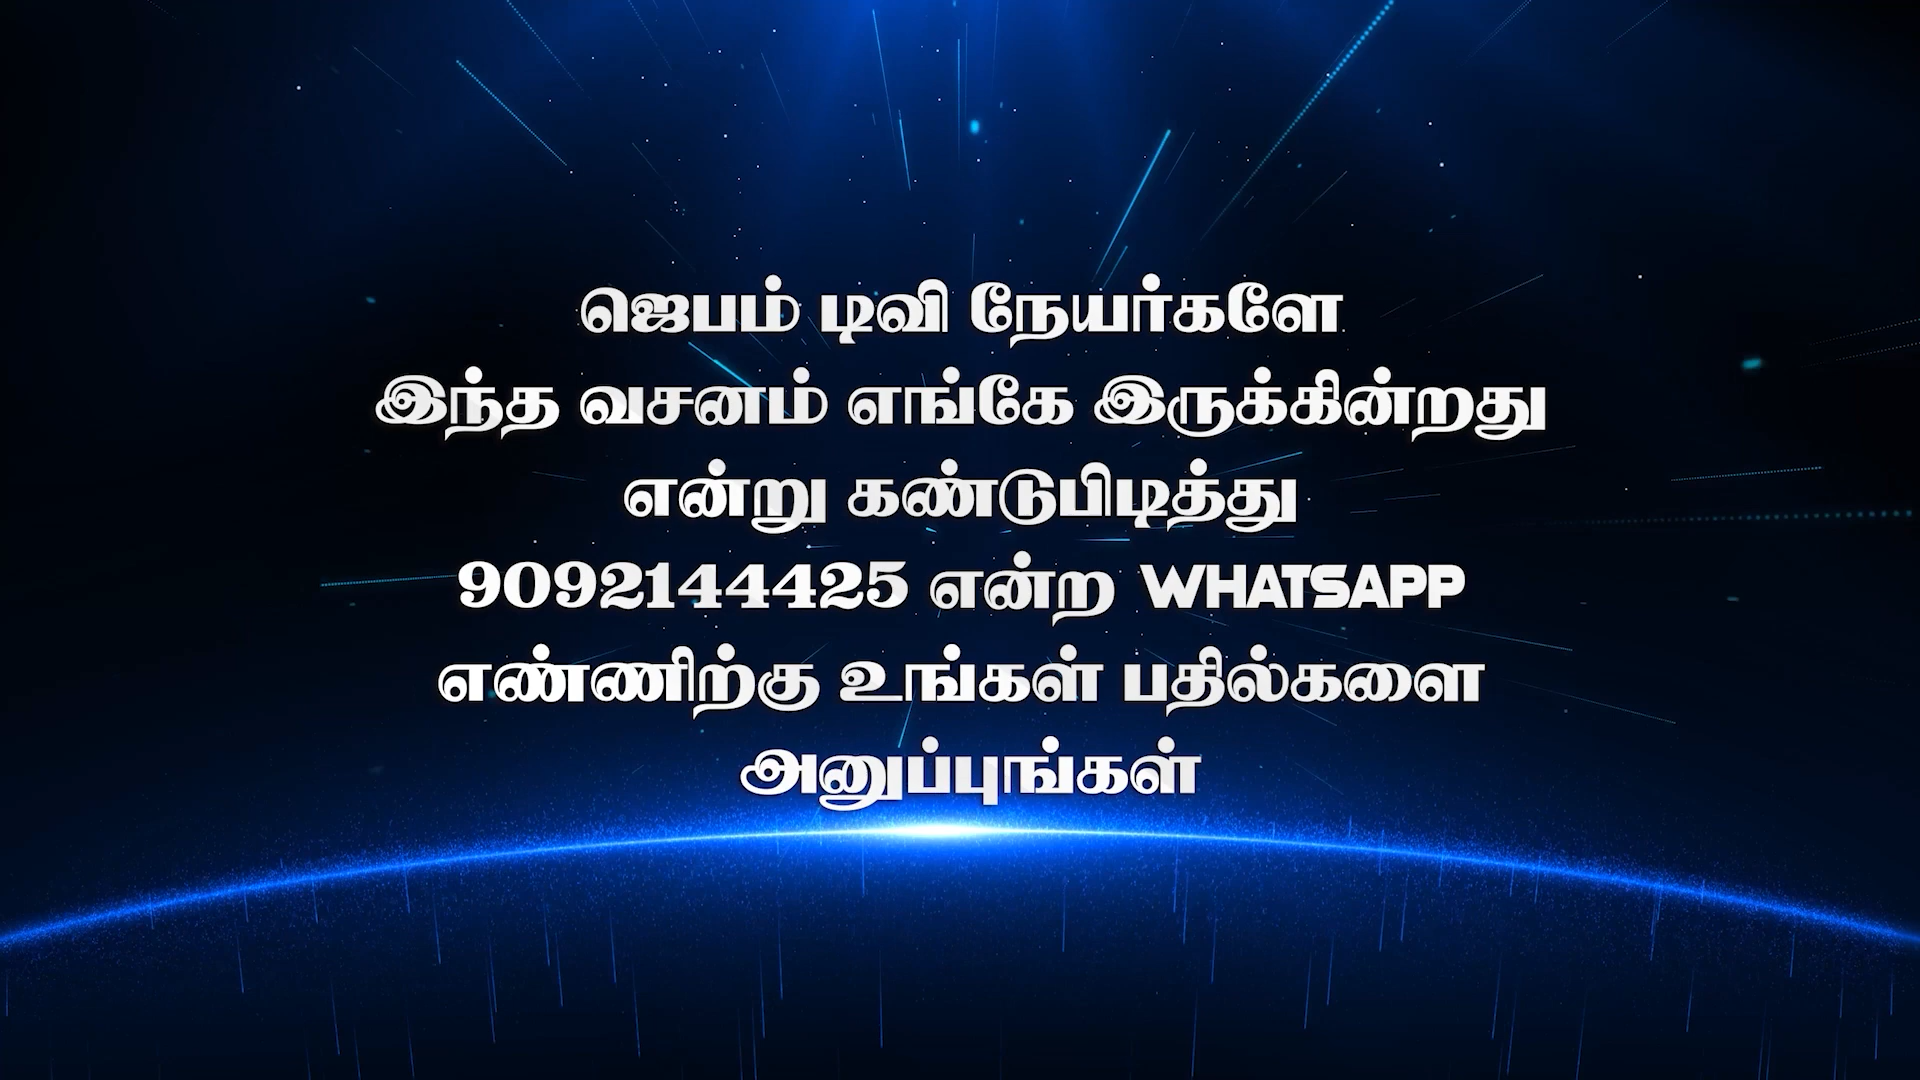 ஜெபம் டிவி நேயர்களே
இந்த வசனம் எங்கே இருக்கின்றது
என்று கண்டுபிடித்து
9092144425 என்ற WHATSAPP
எண்ணிற்கு உங்கள் பதில்களை
அனுப்புங்கள்